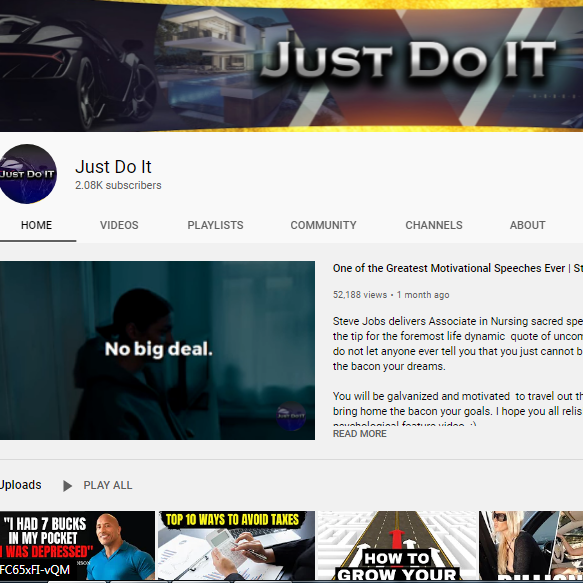 JUST DO IT
JUST DO IT
Just Do It
2.08K subscribers
HOME VIDEOS PLAYLISTS COMMUNITY CHANNELS ABOUT
No big deal.
One of the Greatest Motivational Speeches Ever | St
52,188 views • 1 month ago
Steve Jobs delivers Associate in Nursing sacred spe
the tip for the foremost life dynamic quote of uncom
do not let anyone ever tell you that you just cannot b
the bacon your dreams.
You will be galvanized and motivated to travel out th
bring home the bacon your goals. I hope you all relis
psychological feature video. :)
READ MORE
Uploads PLAY ALL
"I HAD 7 BUCKS
IN MY POCKET
I WAS DEPRESSED"
FC65xFI-vQM
TOP 10 WAYS TO AVOID TAXES
HOW TO
GROW YOUR